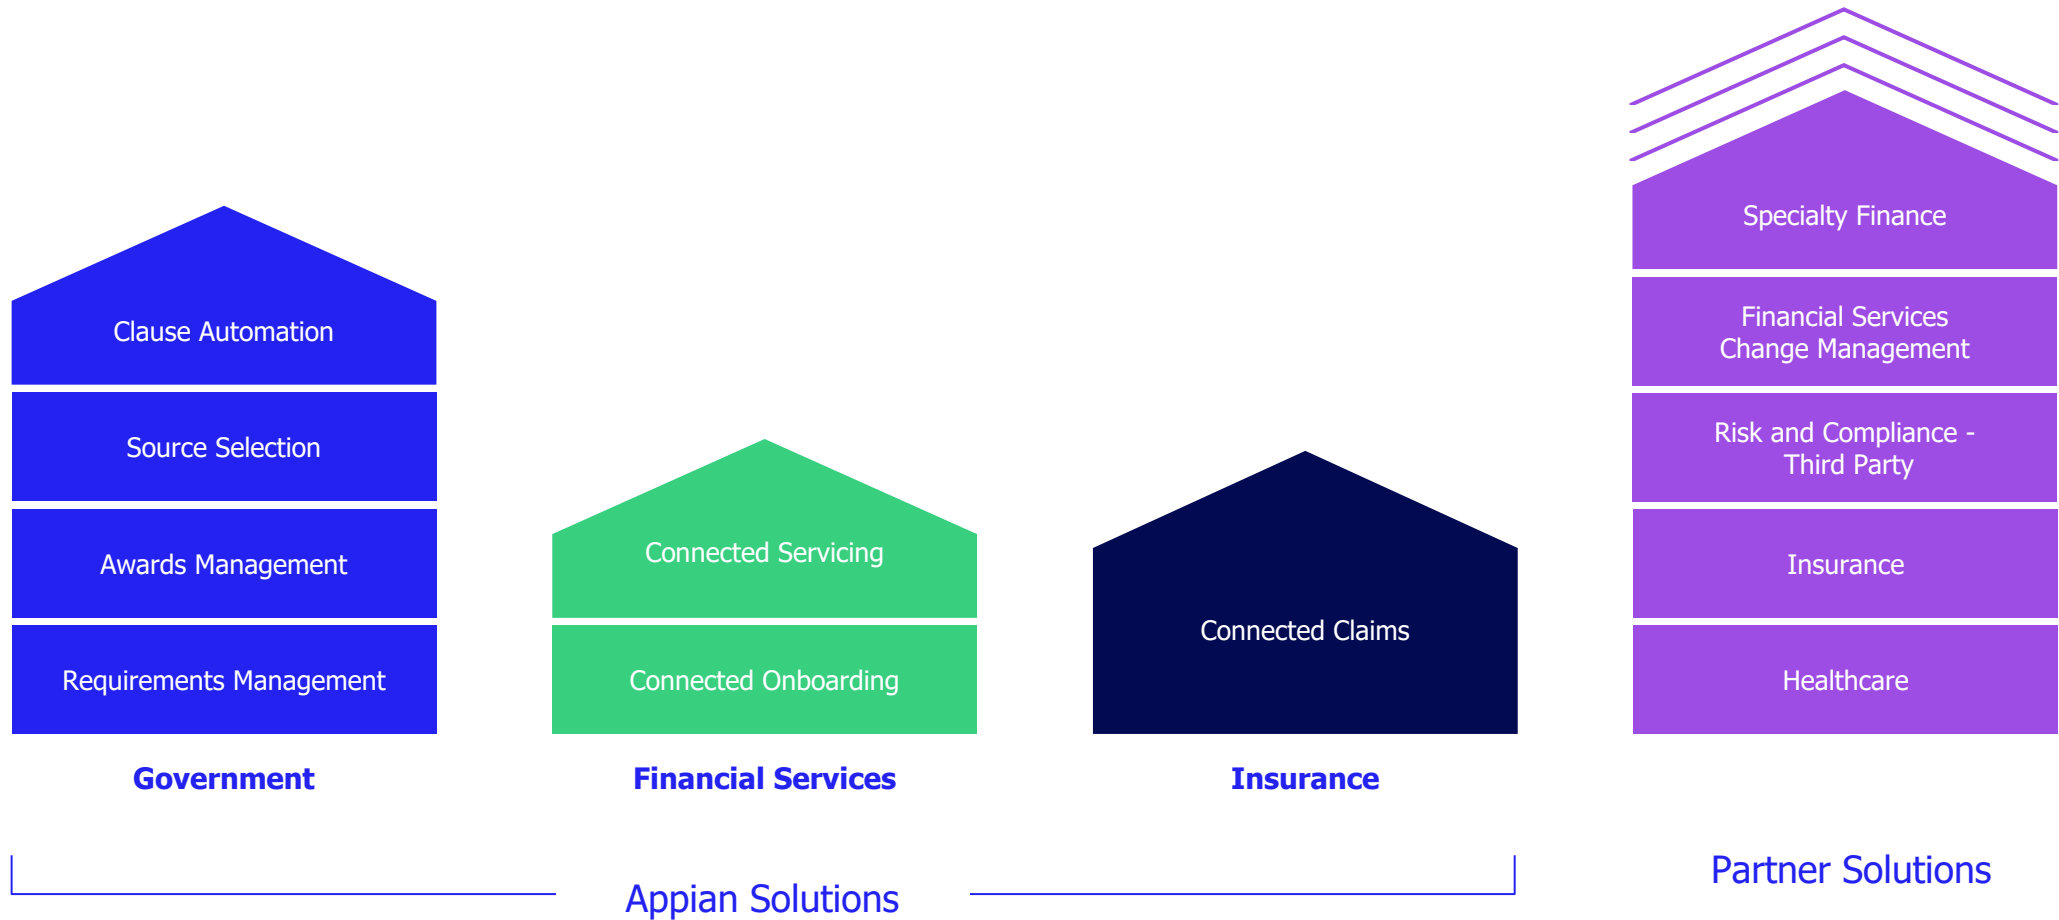 Clause Automation
Source Selection
Awards Management
Requirements Management
Government
Connected Servicing
Connected Onboarding
Financial Services
Connected Claims
Insurance
Appian Solutions
Specialty Finance
Financial Services
Change Management
Risk and Compliance -
Third Party
Insurance
Healthcare
Partner Solutions